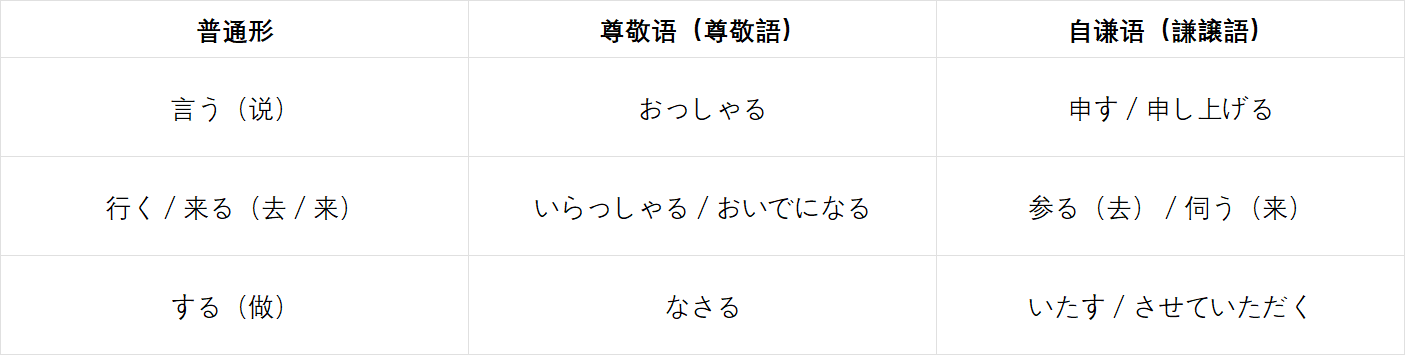 普通形 尊敬语（尊敬語） 自谦语（謙譲語）
言う（说） おっしゃる 申す / 申し上げる
行く / 来る（去 / 来） いらっしゃる / おいでになる 参る（去） / 伺う（来）
する（做） なさる いたす / させていただく